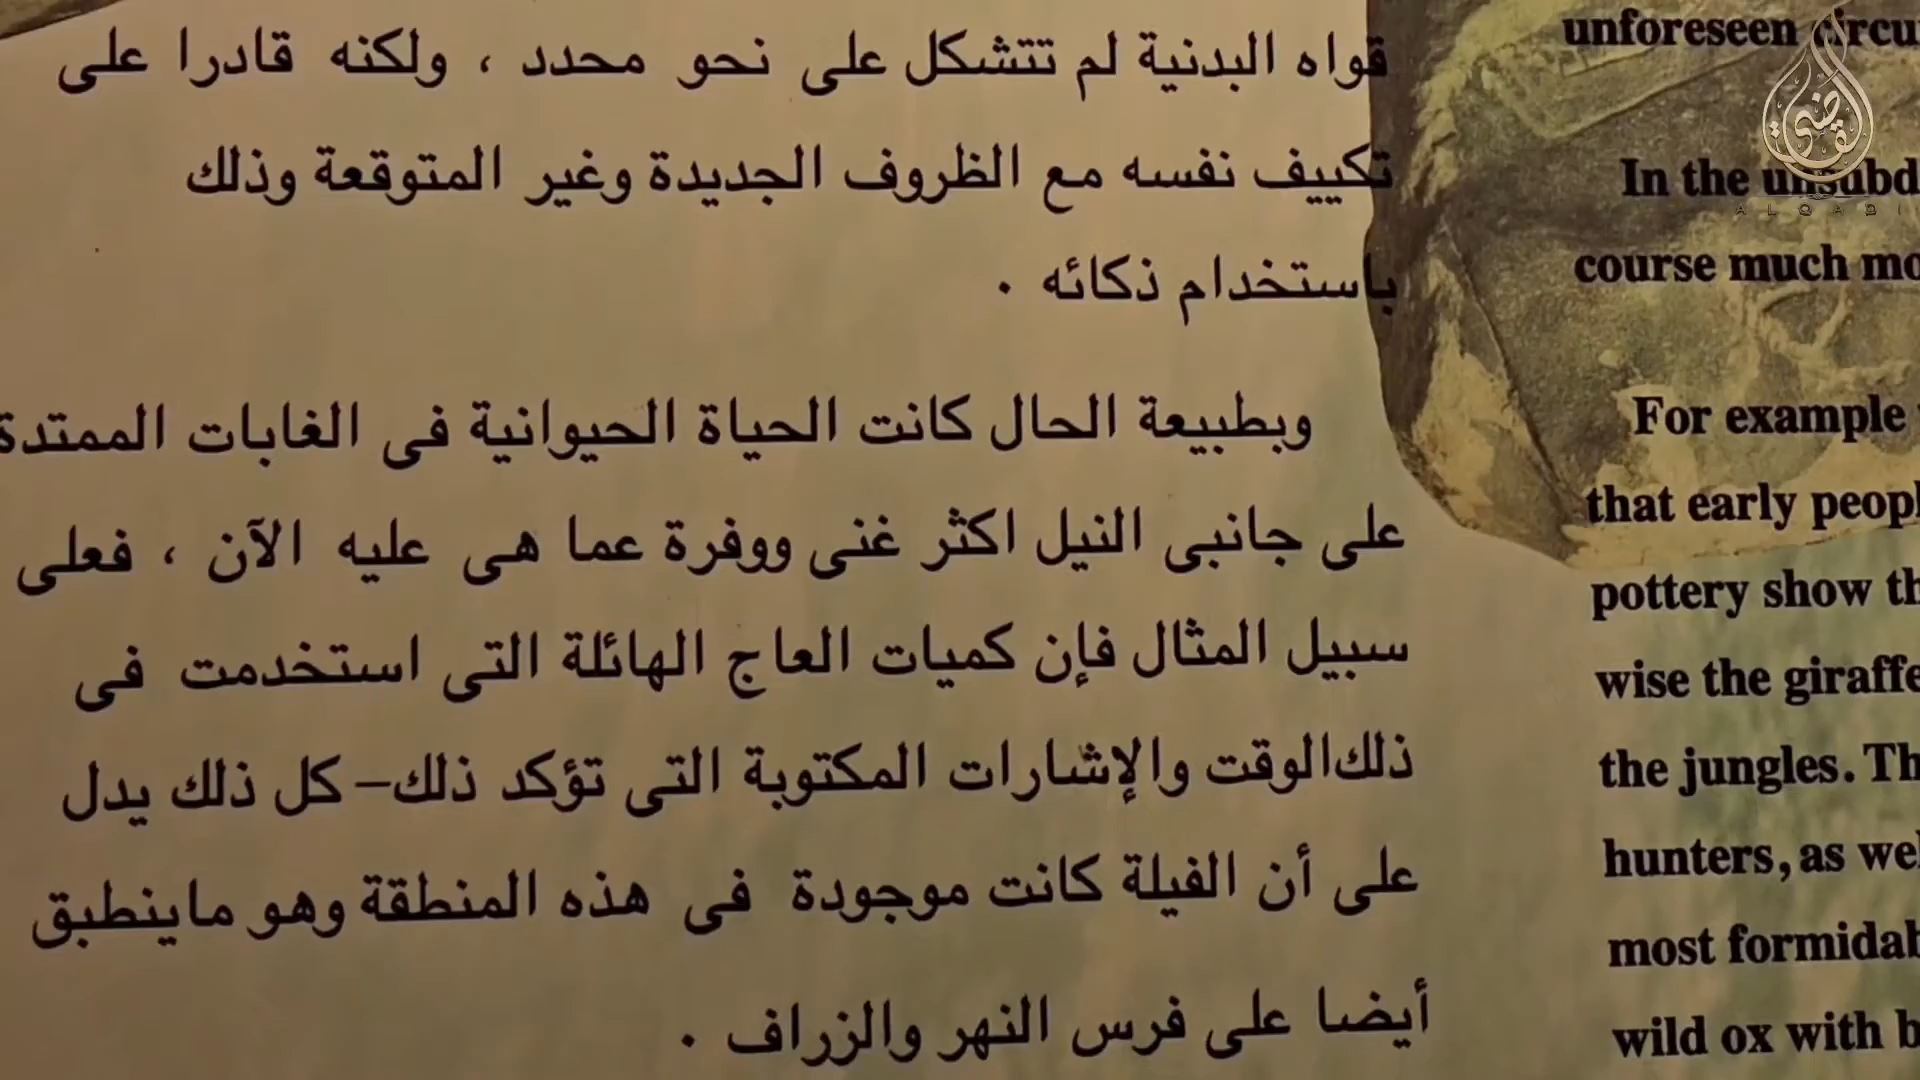 قواه البدنية لم تتشكل على نحو محدد ، ولكنه قادرا على
تكييف نفسه مع الظروف الجديدة وغير المتوقعة وذلك
باستخدام ذكائه .
وبطبيعة الحال كانت الحياة الحيوانية فى الغابات الممتدة
على جانبى النيل اكثر غنى ووفرة عما هى عليه الآن ، فعلى
سبيل المثال فإن كميات العاج الهائلة التى استخدمت فى
ذلك الوقت والإشارات المكتوبة التى تؤكد ذلك – كل ذلك يدل
على أن الفيلة كانت موجودة فى هذه المنطقة وهو ماينطبق
أيضا على فرس النهر والزراف .
unforeseen
In the
course much
For example
that early
pottery show
wise the
the jungles.
hunters, as
most
wild ox with
القاضي
ALQADI